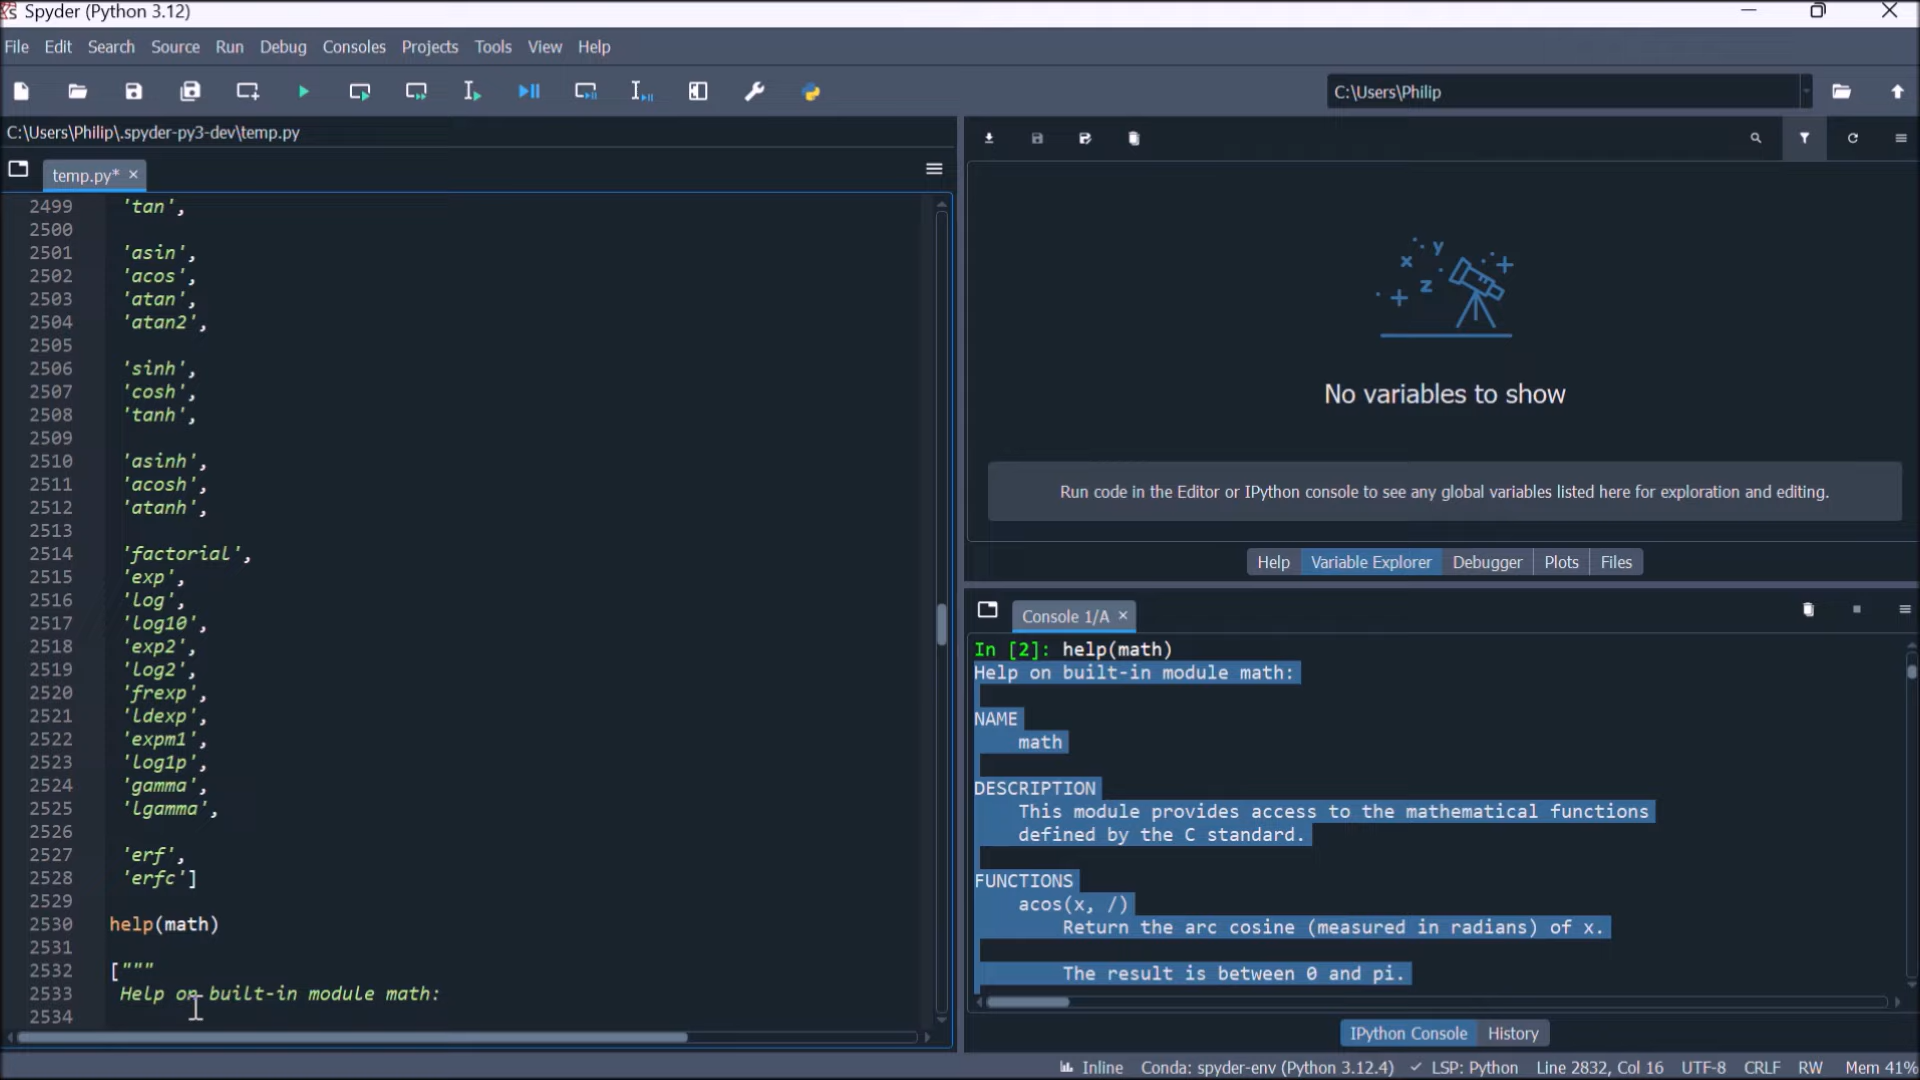 Spyder (Python 3.12)
File Edit Search Source Run Debug Consoles Projects Tools View Help
C:\Users\Philip
C:\Users\Philip\.spyder-py3-dev\temp.py
temp.py*
2499 'tan',
2500
2501 'asin',
2502 'acos',
2503 'atan',
2504 'atan2',
2505
2506 'sinh',
2507 'cosh',
2508 'tanh',
2509
2510 'asinh',
2511 'acosh',
2512 'atanh',
2513
2514 'factorial',
2515 'exp',
2516 'log',
2517 'log10',
2518 'exp2',
2519 'log2',
2520 'frexp',
2521 'ldexp',
2522 'expm1',
2523 'log1p',
2524 'gamma',
2525 'lgamma',
2526
2527 'erf',
2528 'erfc']
2529
2530 help(math)
2531
2532 ["""
2533 Help on built-in module math:
2534
x y z
No variables to show
Run code in the Editor or IPython console to see any global variables listed here for exploration and editing.
Help Variable Explorer Debugger Plots Files
Console 1/A
In [2]: help(math)
Help on built-in module math:
NAME
math
DESCRIPTION
This module provides access to the mathematical functions
defined by the C standard.
FUNCTIONS
acos(x, /)
Return the arc cosine (measured in radians) of x.
The result is between 0 and pi.
IPython Console History
Inline Conda: spyder-env (Python 3.12.4) LSP: Python Line 2832, Col 16 UTF-8 CRLF RW Mem 41%